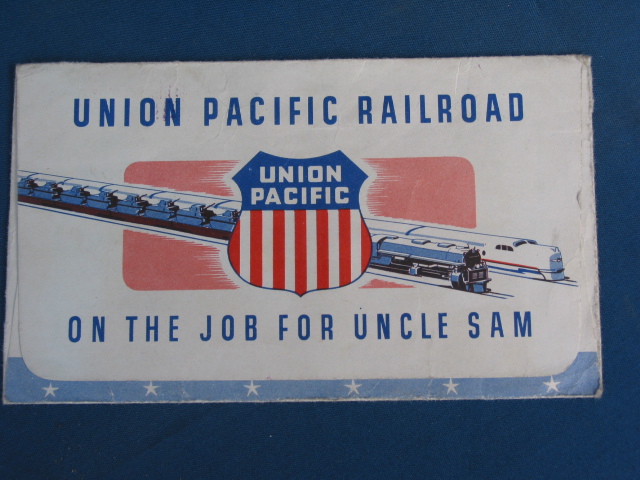 UNION PACIFIC RAILROAD
UNION
PACIFIC
ON THE JOB FOR UNCLE SAM